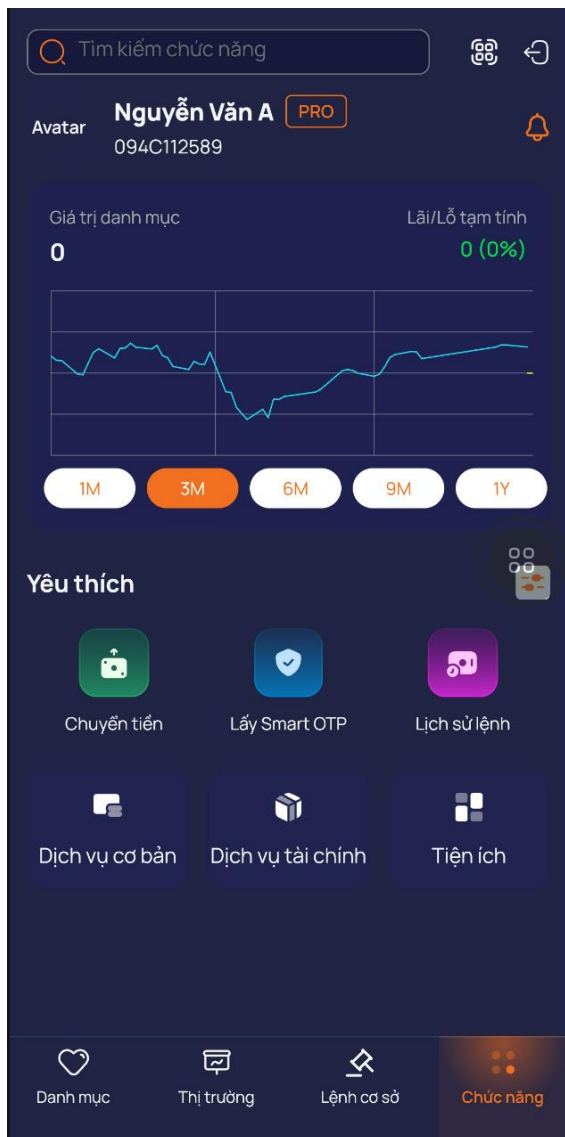 Tìm kiếm chức năng
Avatar
Nguyễn Văn A PRO
094C112589
Giá trị danh mục Lãi/Lỗ tạm tính
0 0 (0%)
1M 3M 6M 9M 1Y
Yêu thích
Chuyển tiền Lấy Smart OTP Lịch sử lệnh
Dịch vụ cơ bản Dịch vụ tài chính Tiện ích
Danh mục Thị trường Lệnh cơ sở Chức năng